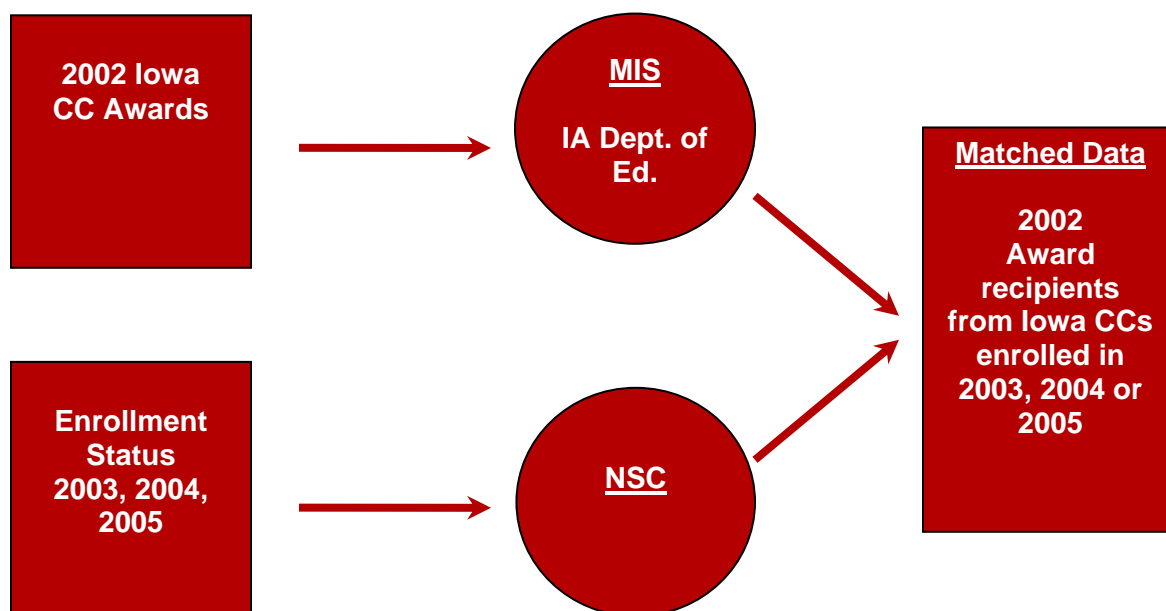 2002 Iowa
CC Awards
MIS
IA Dept. of
Ed.
Matched Data
2002
Award
recipients
from Iowa CCs
enrolled in
2003, 2004 or
2005
Enrollment
Status
2003, 2004,
2005
NSC